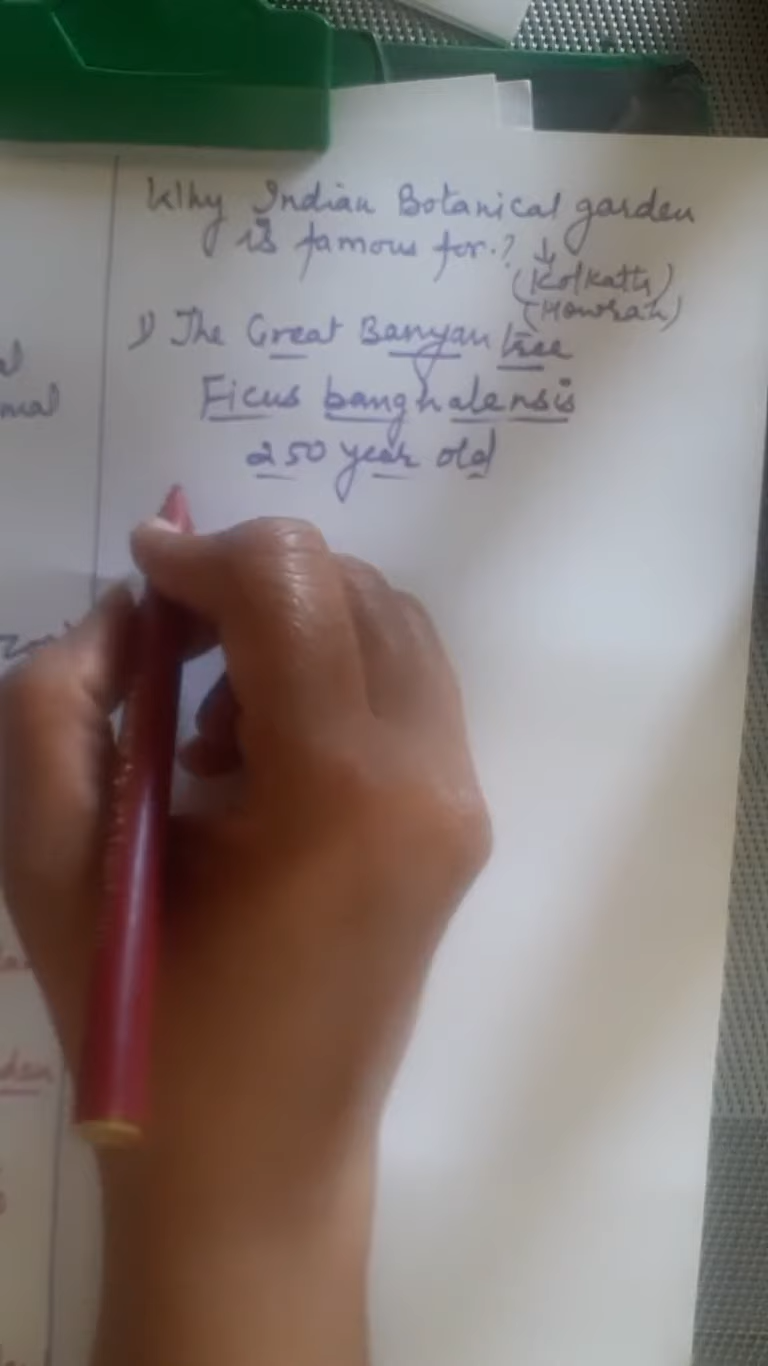 Why Indian Botanical garden
is famous for.? ↓
(Kolkatta)
(Howrah)
1) The Great Banyan tree
Ficus banghalensis
250 year old
den